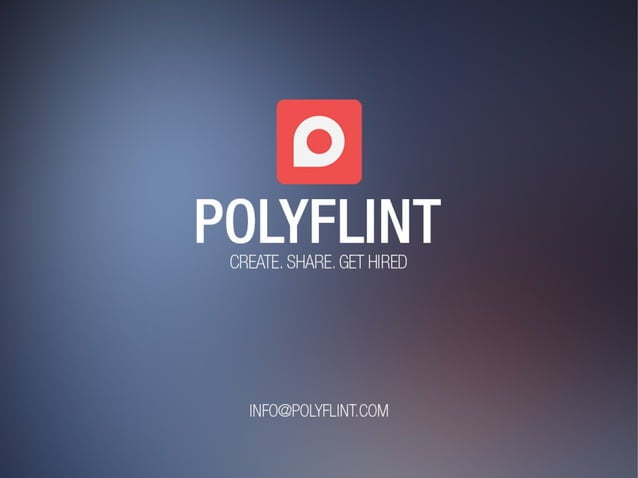 POLYFLINT
CREATE. SHARE. GET HIRED
INFO@POLYFLINT.COM